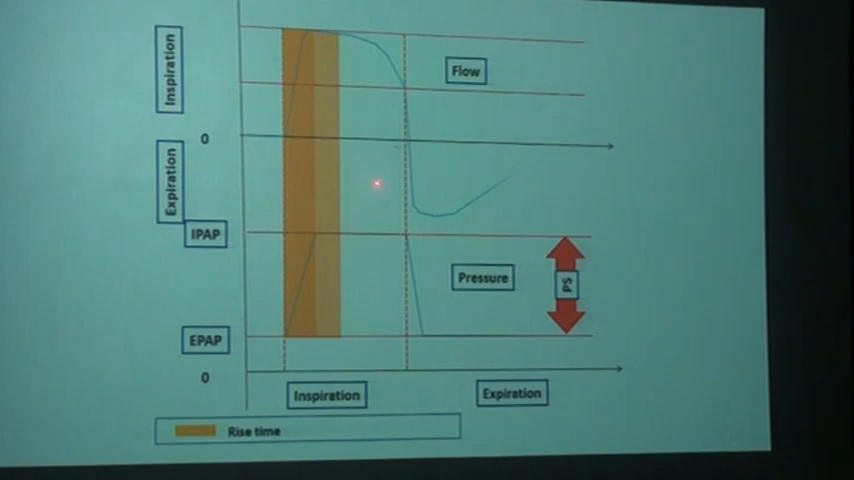 Inspiration
Flow
0
Expiration
IPAP
Pressure
PS
EPAP
0
Inspiration
Expiration
Rise time